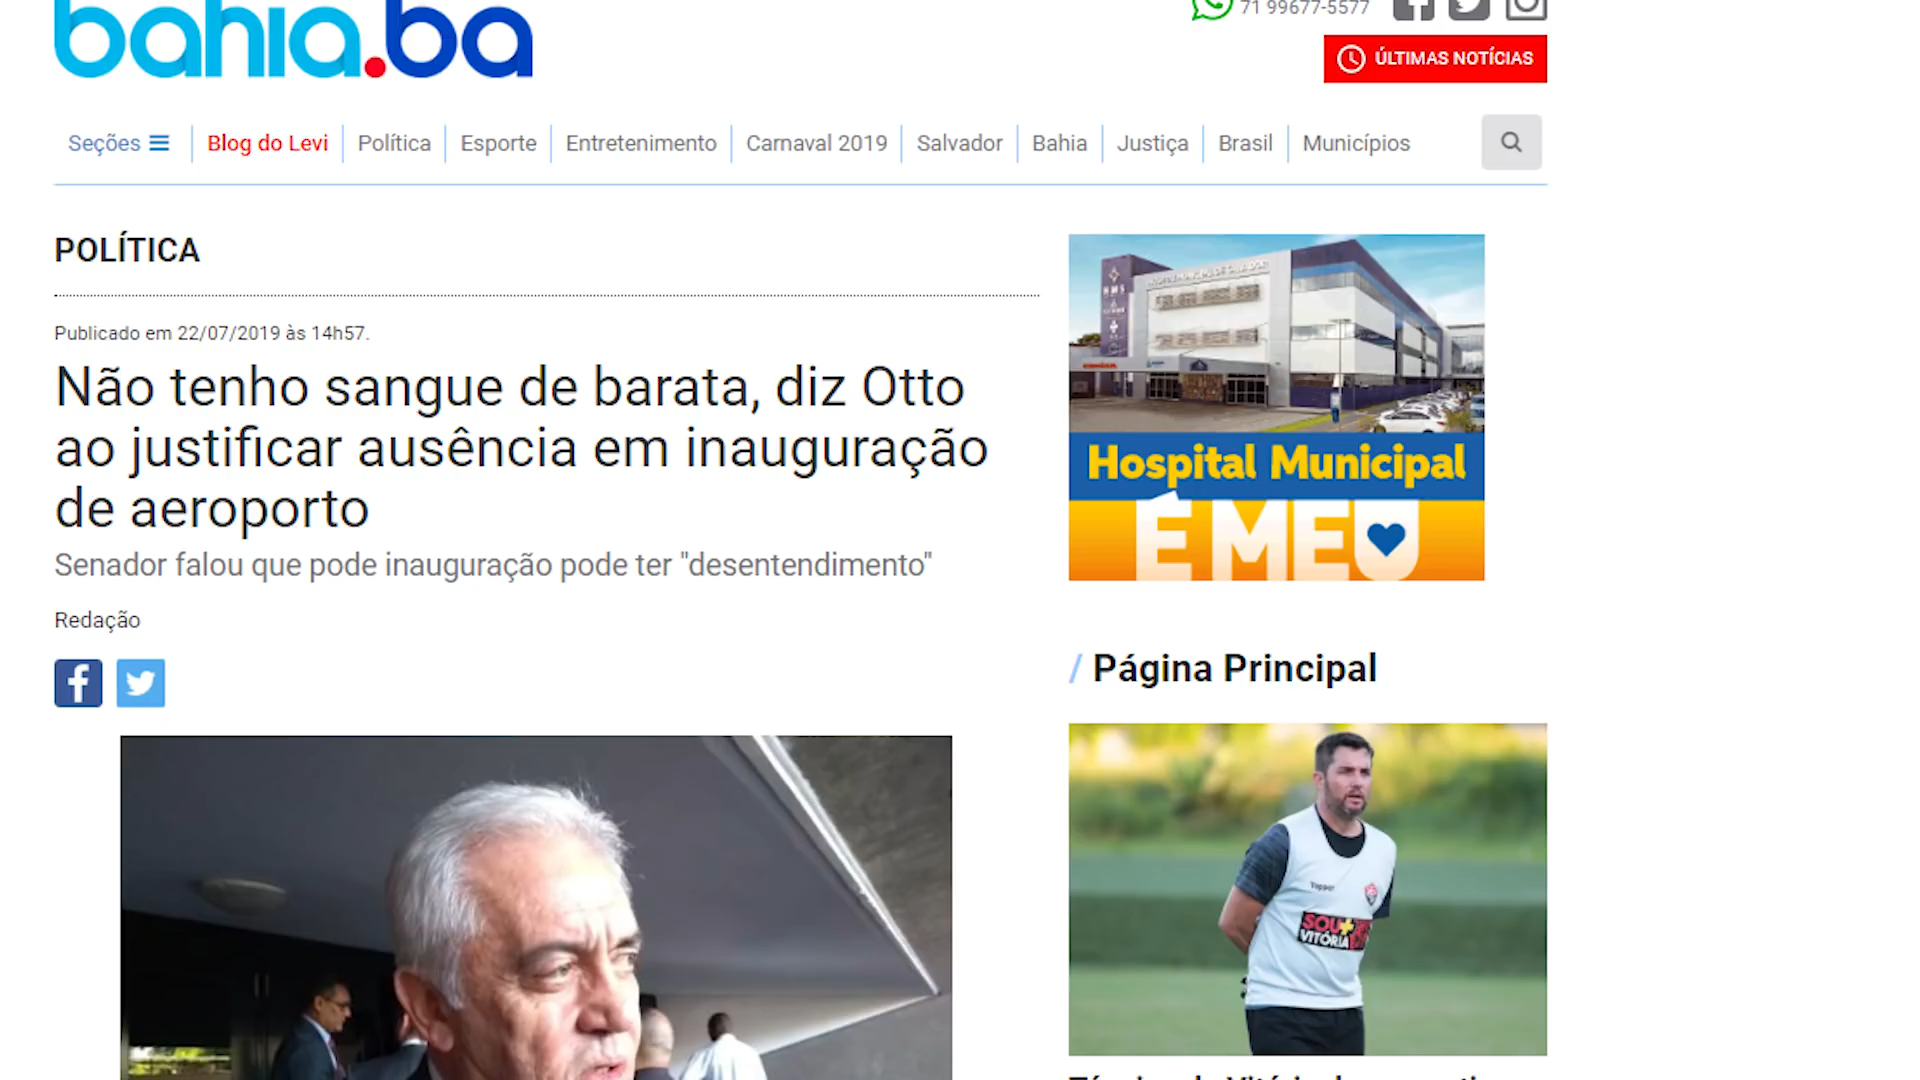 bahia.ba
71 99677-5577
ÚLTIMAS NOTÍCIAS
Seções
Blog do Levi
Política
Esporte
Entretenimento
Carnaval 2019
Salvador
Bahia
Justiça
Brasil
Municípios
POLÍTICA
Publicado em 22/07/2019 às 14h57.
Não tenho sangue de barata, diz Otto
ao justificar ausência em inauguração
de aeroporto
Senador falou que pode inauguração pode ter "desentendimento"
Redação
HMS
Hospital Municipal
É MEU
/ Página Principal
Topper
SOU+
VITÓRIA